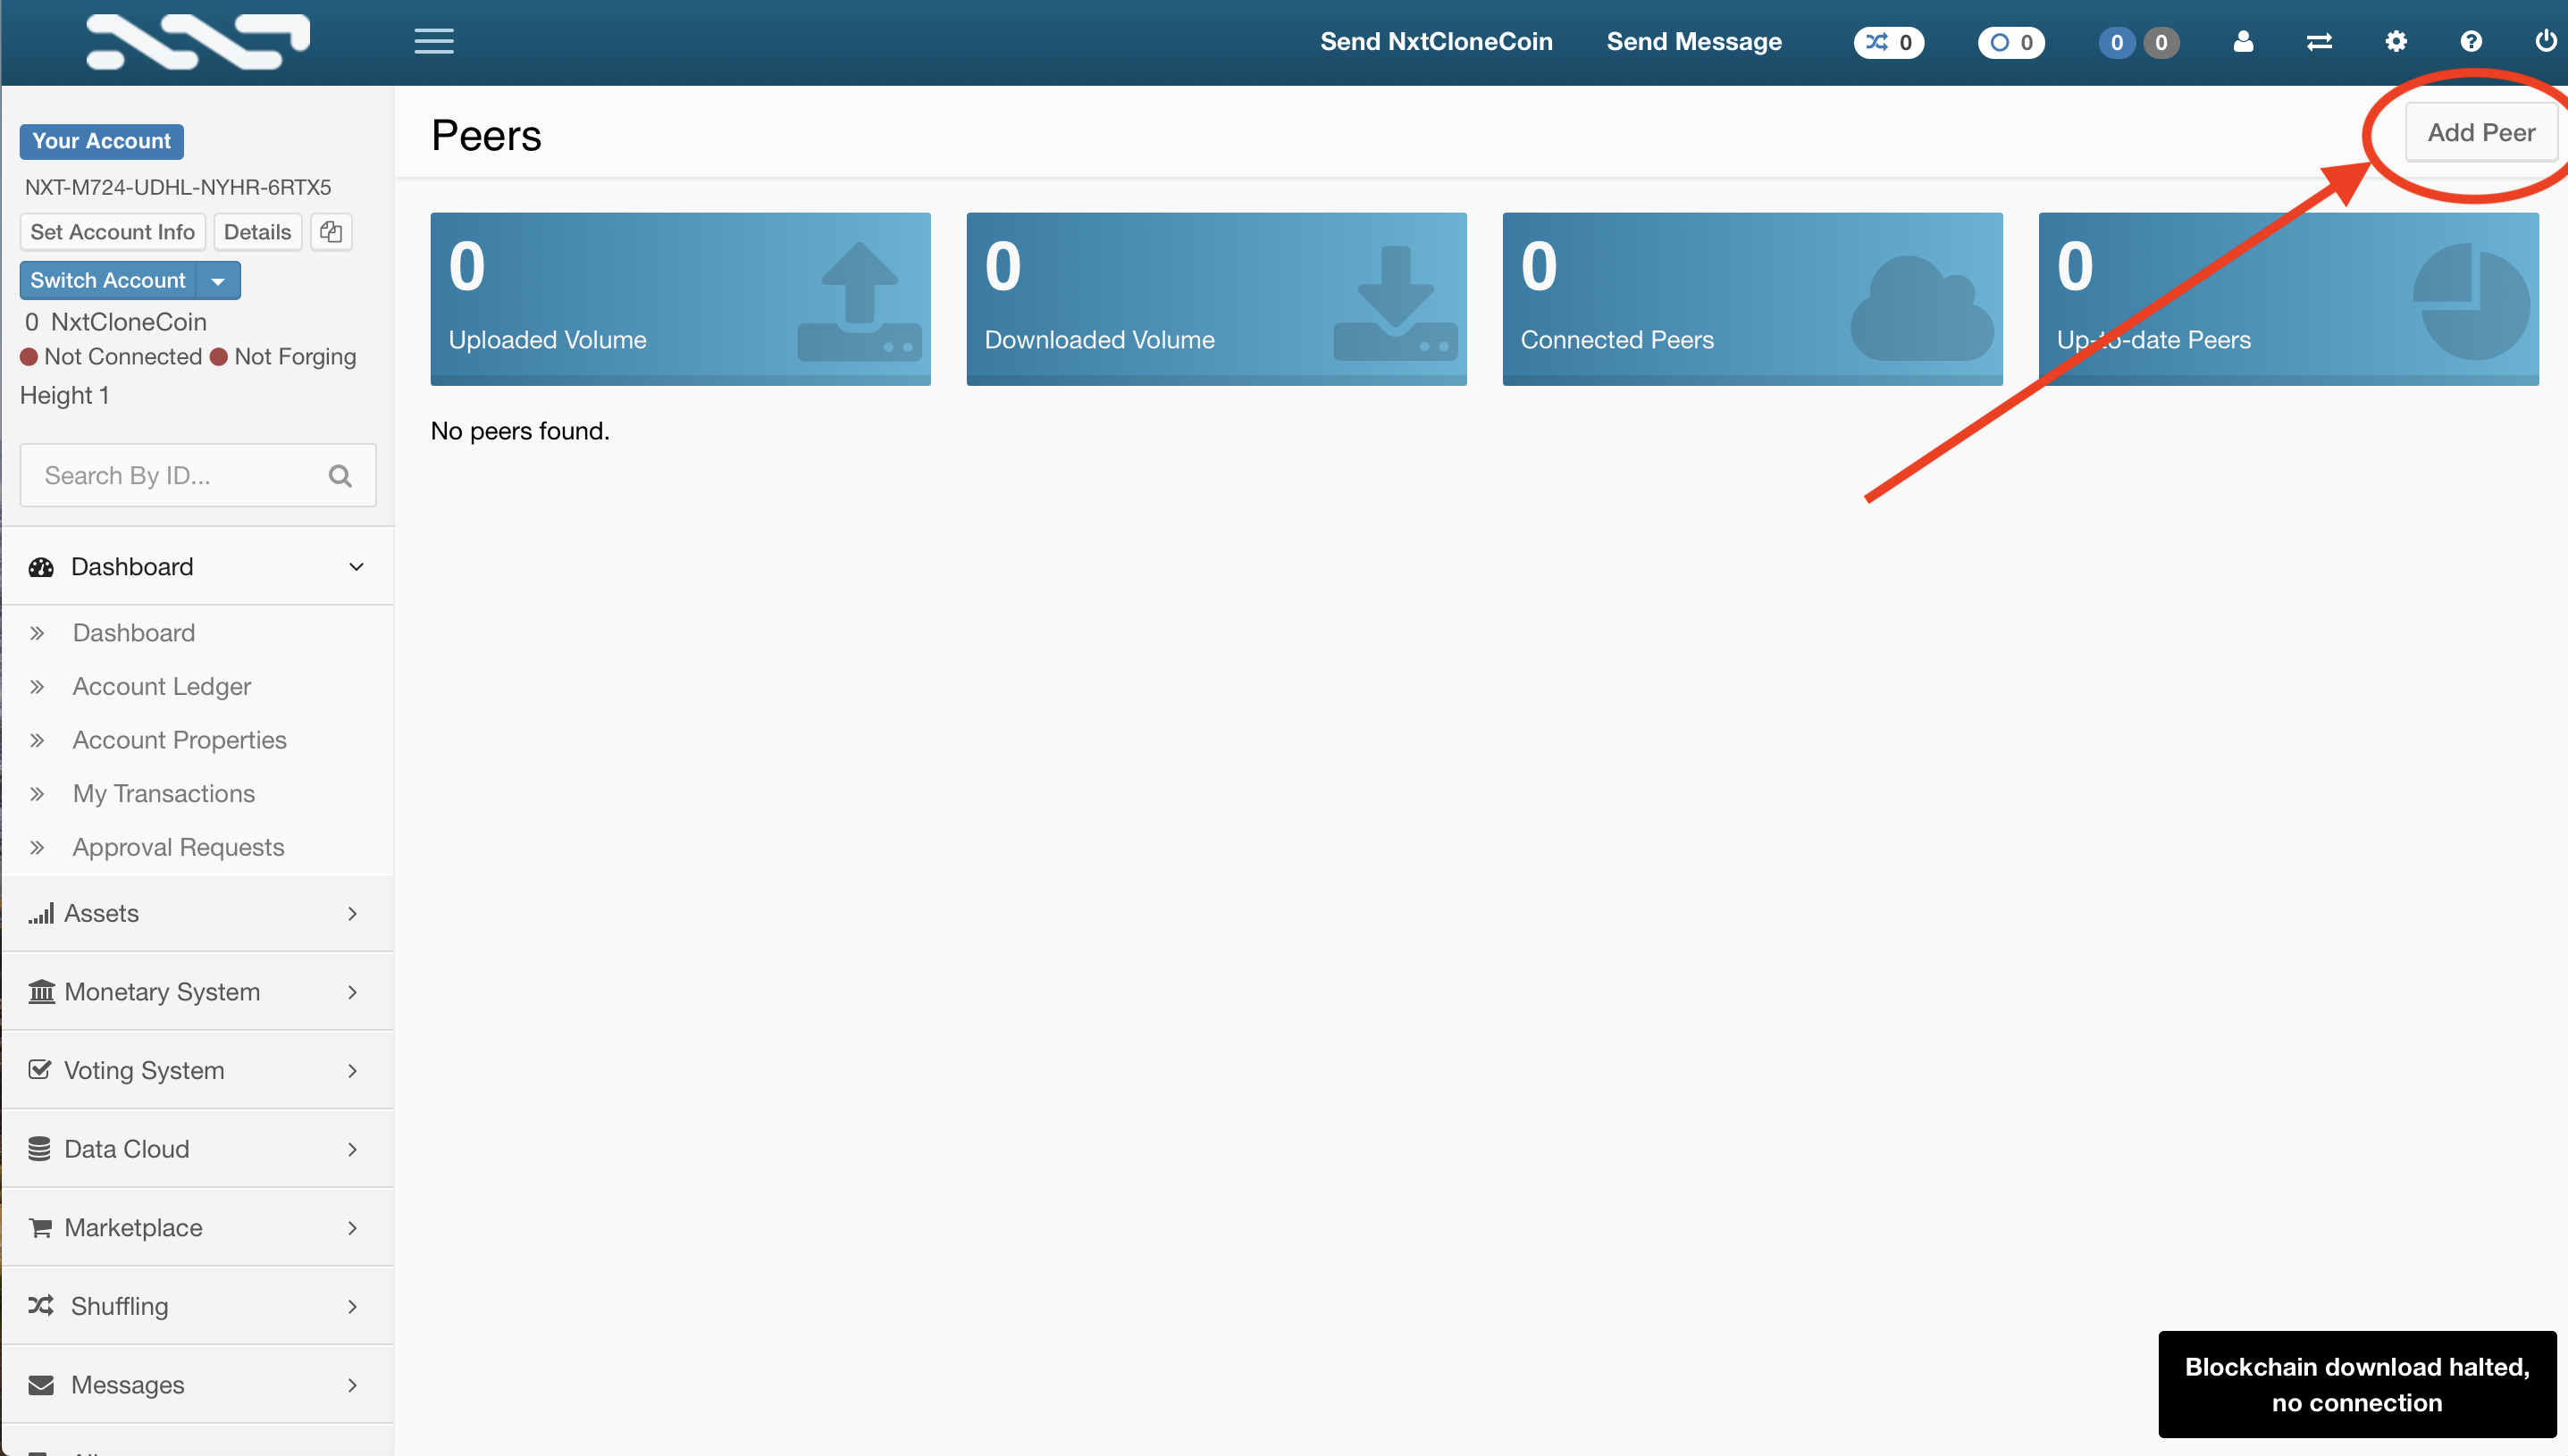 Send NxtCloneCoin Send Message 0 0 0 0
Your Account
NXT-M724-UDHL-NYHR-6RTX5
Set Account Info Details
Switch Account
0 NxtCloneCoin
Not Connected Not Forging
Height 1
Search By ID...
Dashboard
Dashboard
Account Ledger
Account Properties
My Transactions
Approval Requests
Assets
Monetary System
Voting System
Data Cloud
Marketplace
Shuffling
Messages
Peers
Add Peer
0
Uploaded Volume
0
Downloaded Volume
0
Connected Peers
0
Up-to-date Peers
No peers found.
Blockchain download halted,
no connection